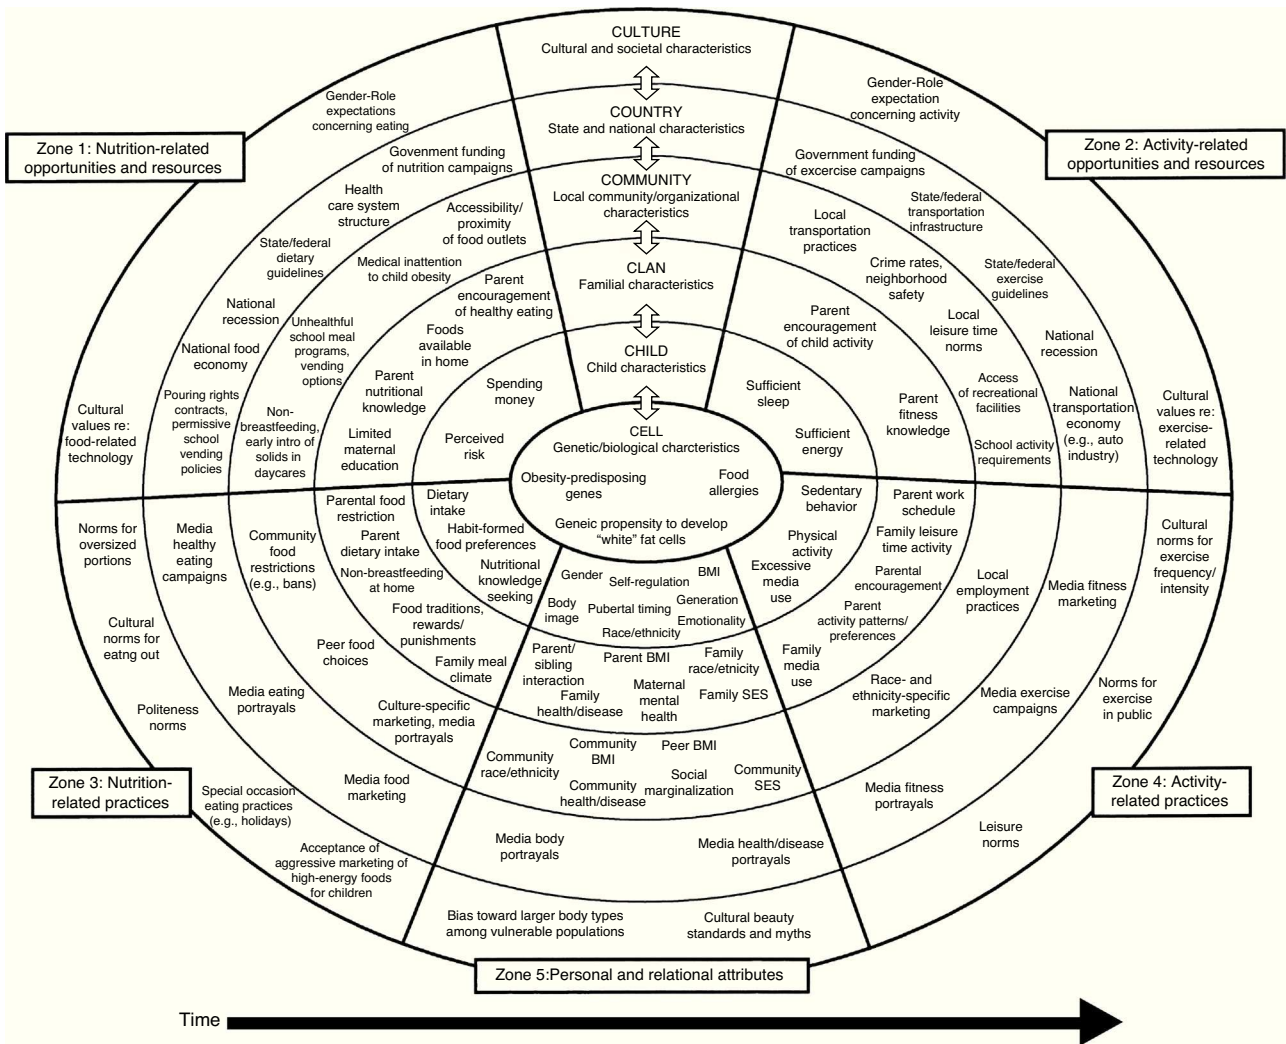 CULTURE
Cultural and societal characteristics
COUNTRY
State and national characteristics
COMMUNITY
Local community/organizational
characteristics
CLAN
Familial characteristics
CHILD
Child characteristics
CELL
Genetic/biological charcteristics
Obesity-predisposing
genes
Food
allergies
Geneic propensity to develop
“white” fat cells
Zone 1: Nutrition-related
opportunities and resources
Gender-Role
expectations
concerning eating
Government funding
of nutrition campaigns
Health
care system
structure
Accessibility/
proximity
of food outlets
State/federal
dietary
guidelines
Medical inattention
to child obesity
Parent
encouragement
of healthy eating
National
recession
Unhealthful
school meal
programs,
vending
options
Foods
available
in home
National food
economy
Parent
nutritional
knowledge
Spending
money
Pouring rights
contracts,
permissive
school
vending
policies
Cultural
values re:
food-related
technology
Non-
breastfeeding,
early intro of
solids in
daycares
Limited
maternal
education
Perceived
risk
Zone 2: Activity-related
opportunities and resources
Gender-Role
expectation
concerning activity
Government funding
of excercise campaigns
State/federal
transportation
infrastructure
Local
transportation
practices
Crime rates,
neighborhood
safety
State/federal
exercise
guidelines
Parent
encouragement
of child activity
Local
leisure time
norms
National
recession
Sufficient
sleep
Access
of recreational
facilities
Parent
fitness
knowledge
National
transportation
economy
(e.g., auto
industry)
Cultural
values re:
exercise-
related
technology
Sufficient
energy
School activity
requirements
Zone 3: Nutrition-
related practices
Parental food
restriction
Dietary
intake
Norms for
oversized
portions
Media
healthy
eating
campaigns
Community
food
restrictions
(e.g., bans)
Parent
dietary intake
Habit-formed
food preferences
Non-breastfeeding
at home
Nutritional
knowledge
seeking
Food traditions,
rewards/
punishments
Cultural
norms for
eatng out
Peer food
choices
Family meal
climate
Media eating
portrayals
Politeness
norms
Culture-specific
marketing, media
portrayals
Media food
marketing
Special occasion
eating practices
(e.g., holidays)
Acceptance of
aggressive marketing of
high-energy foods
for children
Zone 4: Activity-
related practices
Sedentary
behavior
Parent work
schedule
Physical
activity
Family leisure
time activity
Excessive
media
use
Parental
encouragement
Local
employment
practices
Media fitness
marketing
Cultural
norms for
exercise
frequency/
intensity
Parent
activity patterns/
preferences
Family
media
use
Race- and
ethnicity-specific
marketing
Media exercise
campaigns
Norms for
exercise
in public
Media fitness
portrayals
Leisure
norms
Gender
Self-regulation
BMI
Body
image
Pubertal timing
Generation
Emotionality
Race/ethnicity
Parent/
sibling
interaction
Parent BMI
Family
race/etnicity
Family
health/disease
Maternal
mental
health
Family SES
Community
race/ethnicity
Community
BMI
Peer BMI
Community
health/disease
Social
marginalization
Community
SES
Media body
portrayals
Media health/disease
portrayals
Bias toward larger body types
among vulnerable populations
Cultural beauty
standards and myths
Zone 5:Personal and relational attributes
Time